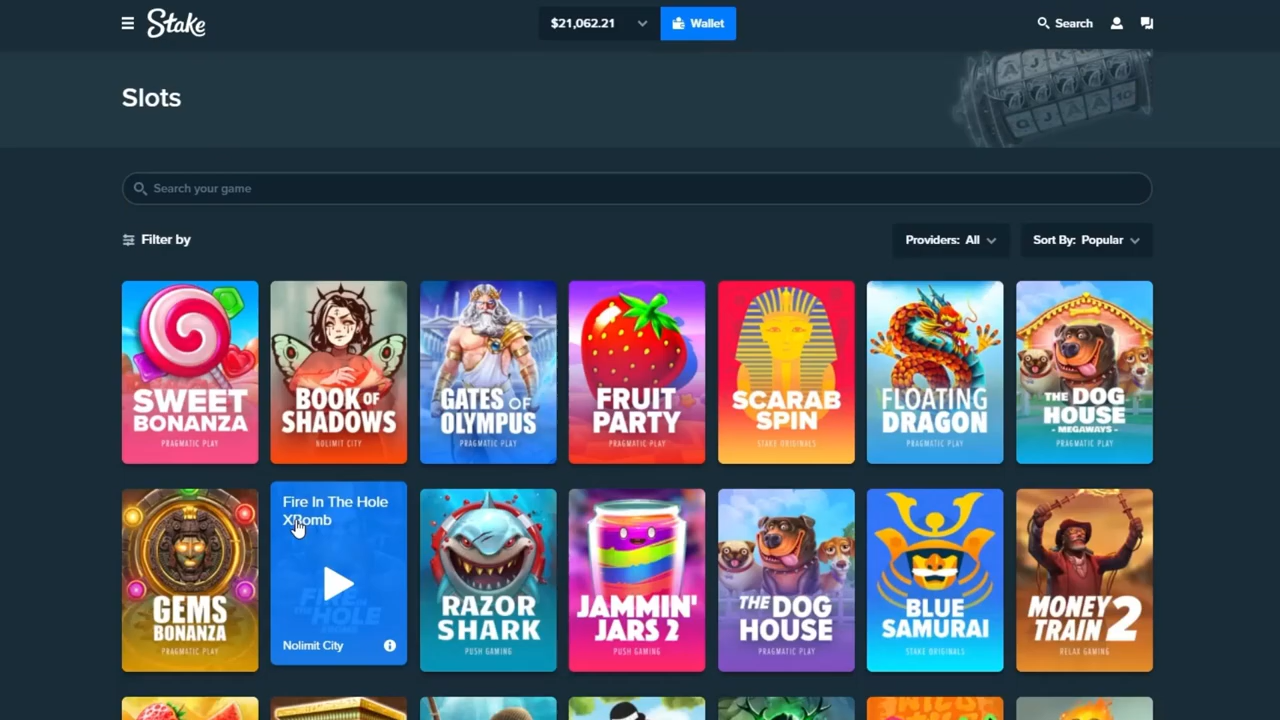 Stake
$21,062.21
Wallet
Search
Slots
Search your game
Filter by
Providers: All
Sort By: Popular
SWEET
BONANZA
PRAGMATIC PLAY
BOOK OF
SHADOWS
NOLIMIT CITY
GATES OF
OLYMPUS
PRAGMATIC PLAY
FRUIT
PARTY
PRAGMATIC PLAY
SCARAB
SPIN
STAKE ORIGINALS
FLOATING
DRAGON
PRAGMATIC PLAY
THE DOG
HOUSE
- MEGAWAYS -
PRAGMATIC PLAY
GEMS
BONANZA
PRAGMATIC PLAY
Fire In The Hole
XBomb
FIRE IN
THE HOLE
Nolimit City
RAZOR
SHARK
PUSH GAMING
JAMMIN'
JARS 2
PUSH GAMING
THE DOG
HOUSE
PRAGMATIC PLAY
BLUE
SAMURAI
STAKE ORIGINALS
MONEY
TRAIN 2
RELAX GAMING